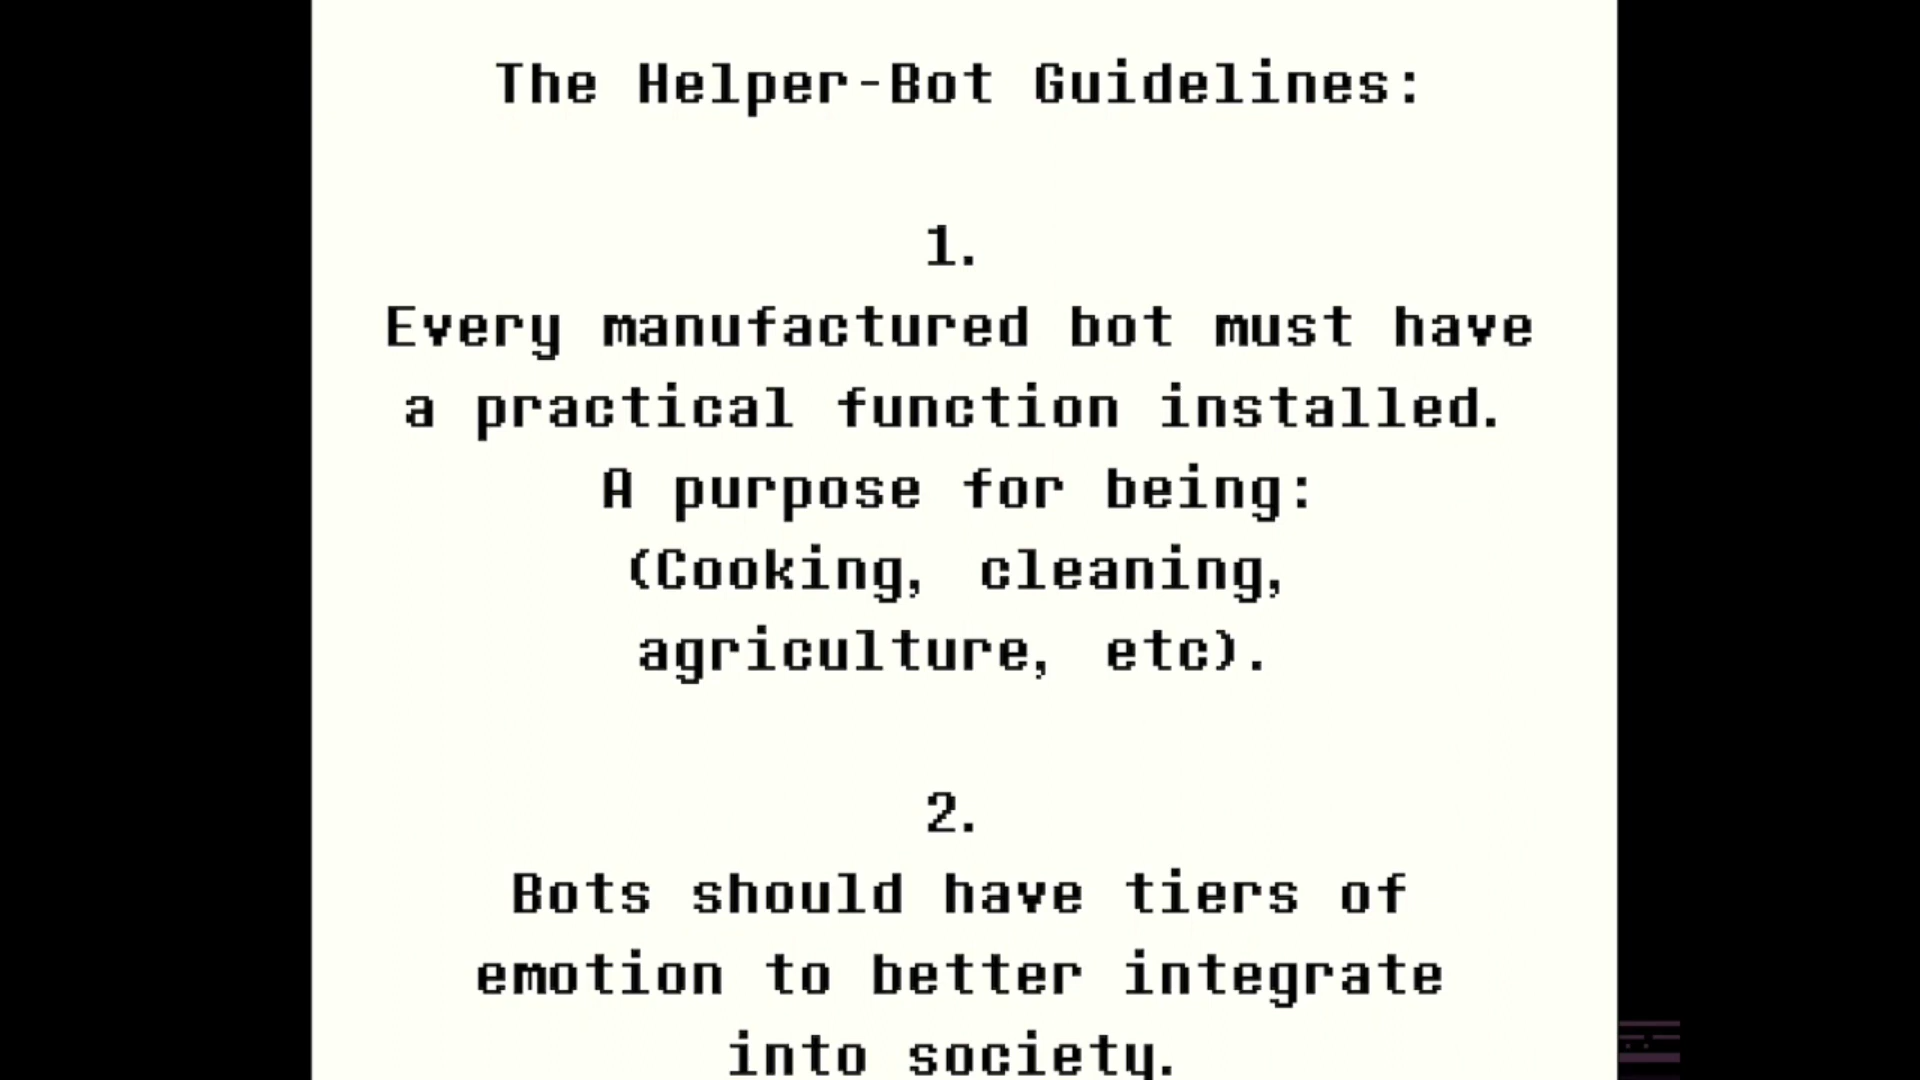 The Helper-Bot Guidelines:
1.
Every manufactured bot must have
a practical function installed.
A purpose for being:
(Cooking, cleaning,
agriculture, etc).
2.
Bots should have tiers of
emotion to better integrate
into society.